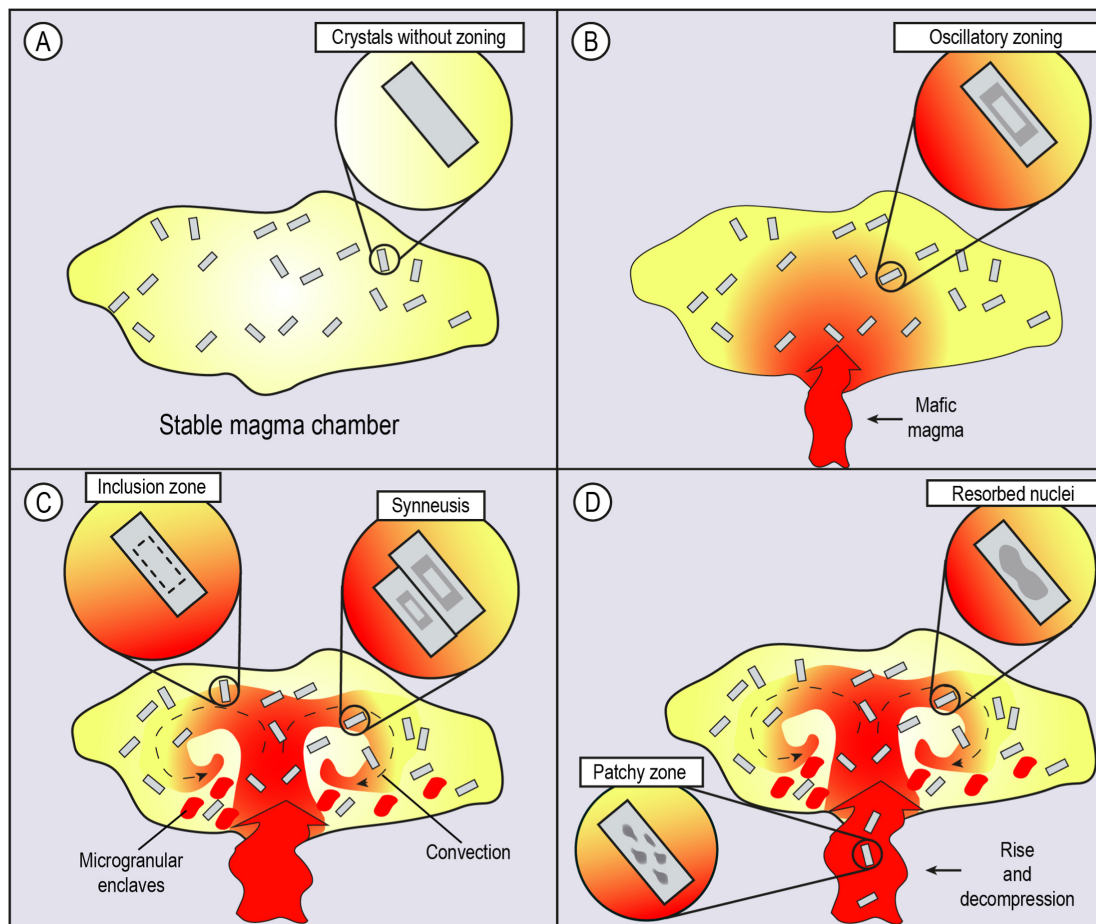 A
Crystals without zoning
Stable magma chamber
B
Oscillatory zoning
Mafic
magma
C
Inclusion zone
Synneusis
Microgranular
enclaves
Convection
D
Resorbed nuclei
Patchy zone
Rise
and
decompression